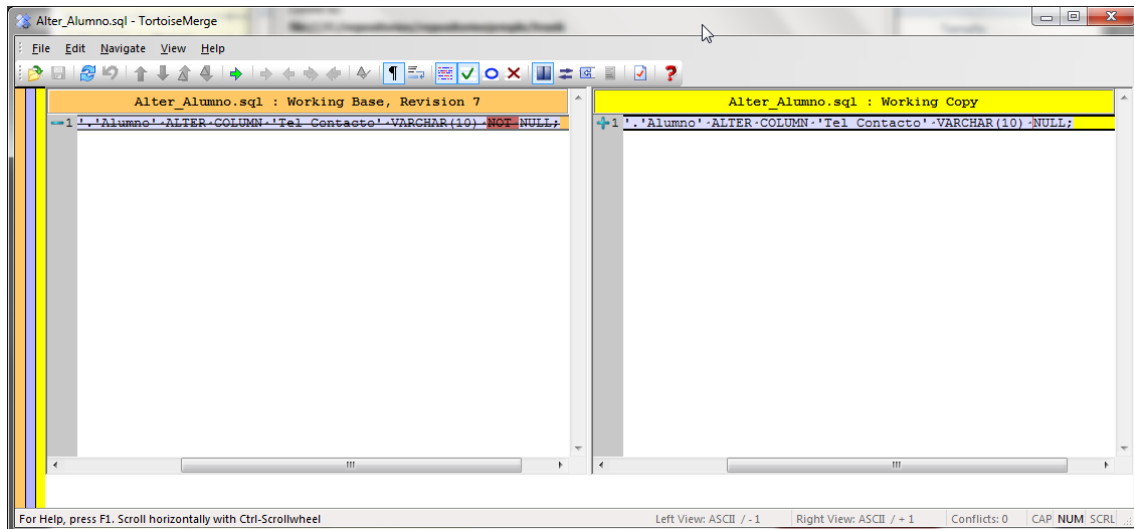 Alter_Alumno.sql - TortoiseMerge
File Edit Navigate View Help
Alter_Alumno.sql : Working Base, Revision 7
Alter_Alumno.sql : Working Copy
1 '.'Alumno'·ALTER·COLUMN·'Tel Contacto'·VARCHAR(10)·NOT·NULL;
1 '.'Alumno'·ALTER·COLUMN·'Tel Contacto'·VARCHAR(10)·NULL;
For Help, press F1. Scroll horizontally with Ctrl-Scrollwheel
Left View: ASCII / - 1
Right View: ASCII / + 1
Conflicts: 0
CAP NUM SCRL